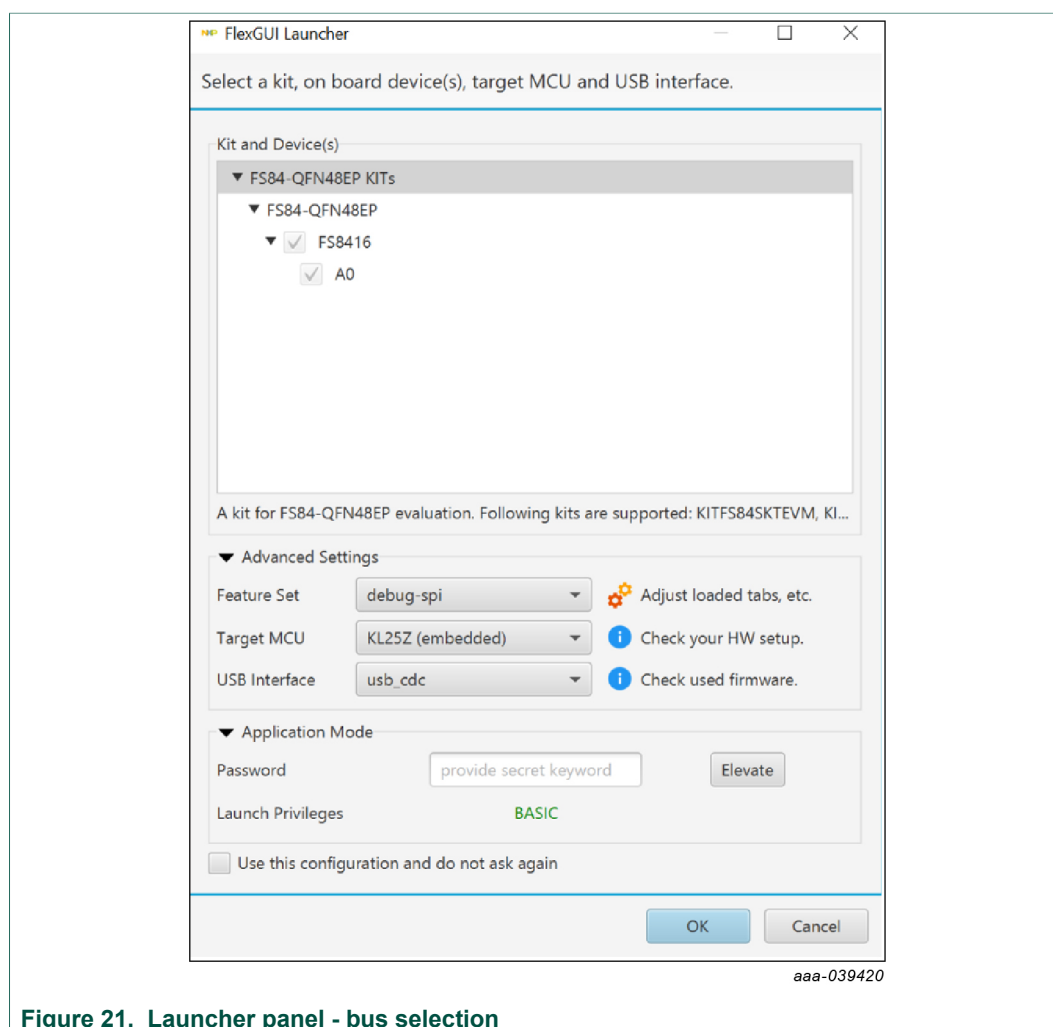 NXP FlexGUI Launcher
Select a kit, on board device(s), target MCU and USB interface.
Kit and Device(s)
FS84-QFN48EP KITs
FS84-QFN48EP
FS8416
A0
A kit for FS84-QFN48EP evaluation. Following kits are supported: KITFS84SKTEVM, KI...
Advanced Settings
Feature Set debug-spi Adjust loaded tabs, etc.
Target MCU KL25Z (embedded) Check your HW setup.
USB Interface usb_cdc Check used firmware.
Application Mode
Password provide secret keyword Elevate
Launch Privileges BASIC
Use this configuration and do not ask again
OK Cancel
aaa-039420
Figure 21. Launcher panel - bus selection